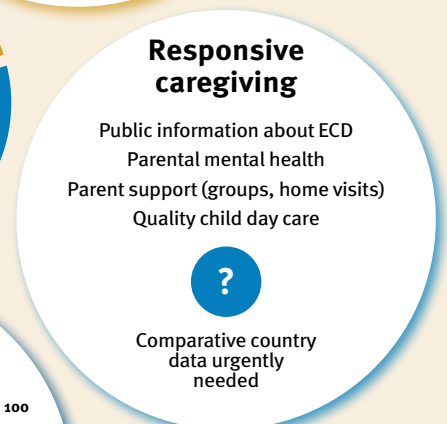 Responsive
caregiving
Public information about ECD
Parental mental health
Parent support (groups, home visits)
Quality child day care
?
Comparative country
data urgently
needed
100